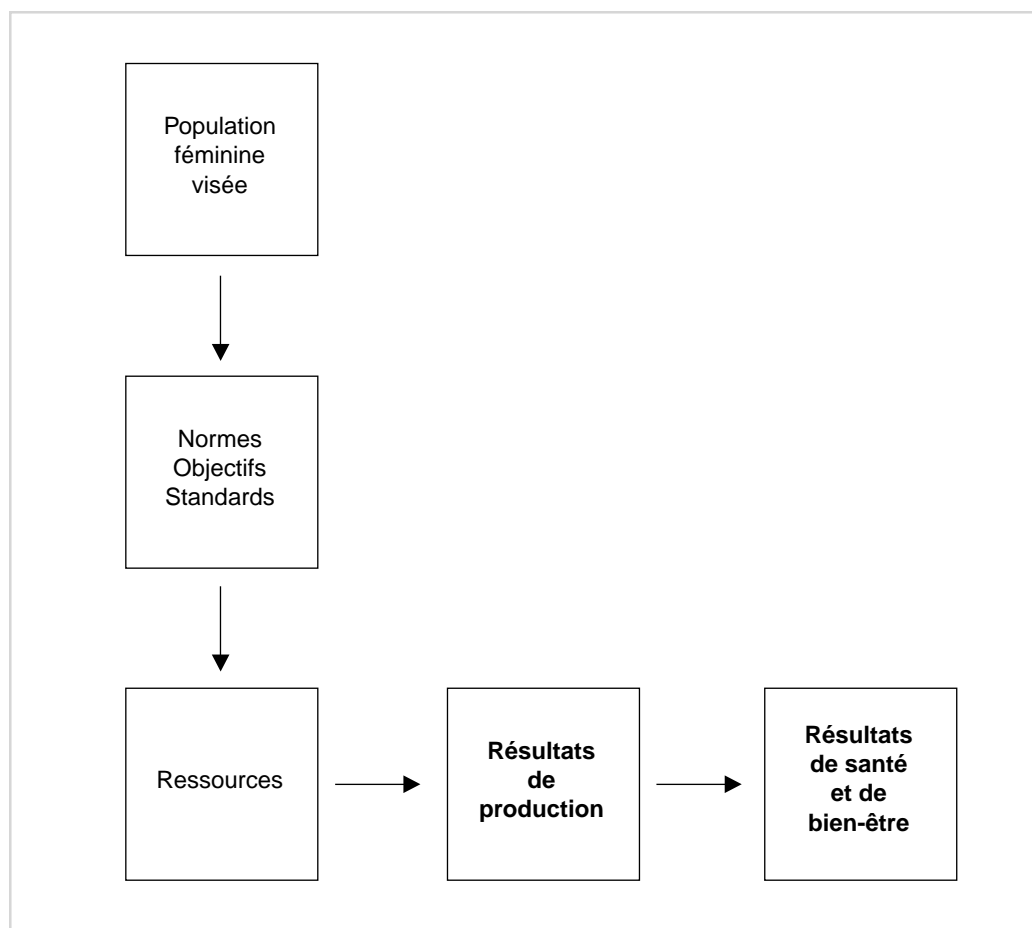 Population
féminine
visée
Normes
Objectifs
Standards
Ressources
Résultats
de
production
Résultats
de santé
et de
bien-être